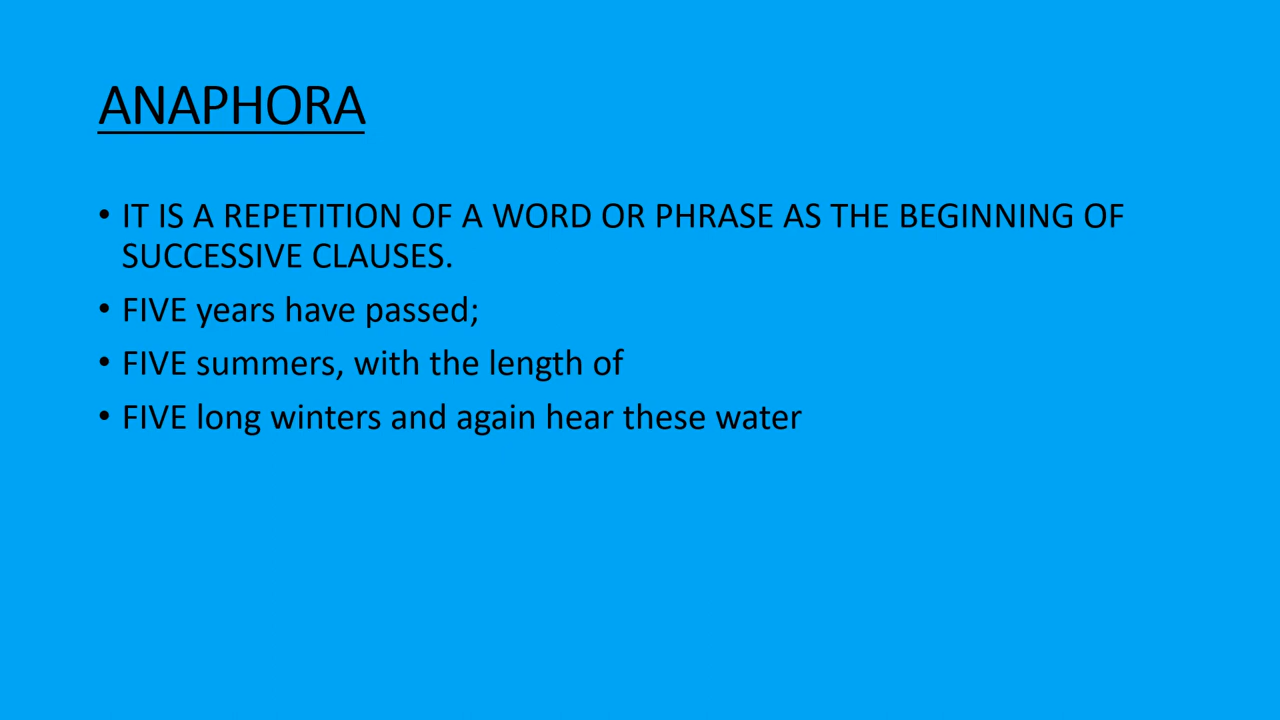 ANAPHORA
• IT IS A REPETITION OF A WORD OR PHRASE AS THE BEGINNING OF
SUCCESSIVE CLAUSES.
• FIVE years have passed;
• FIVE summers, with the length of
• FIVE long winters and again hear these water